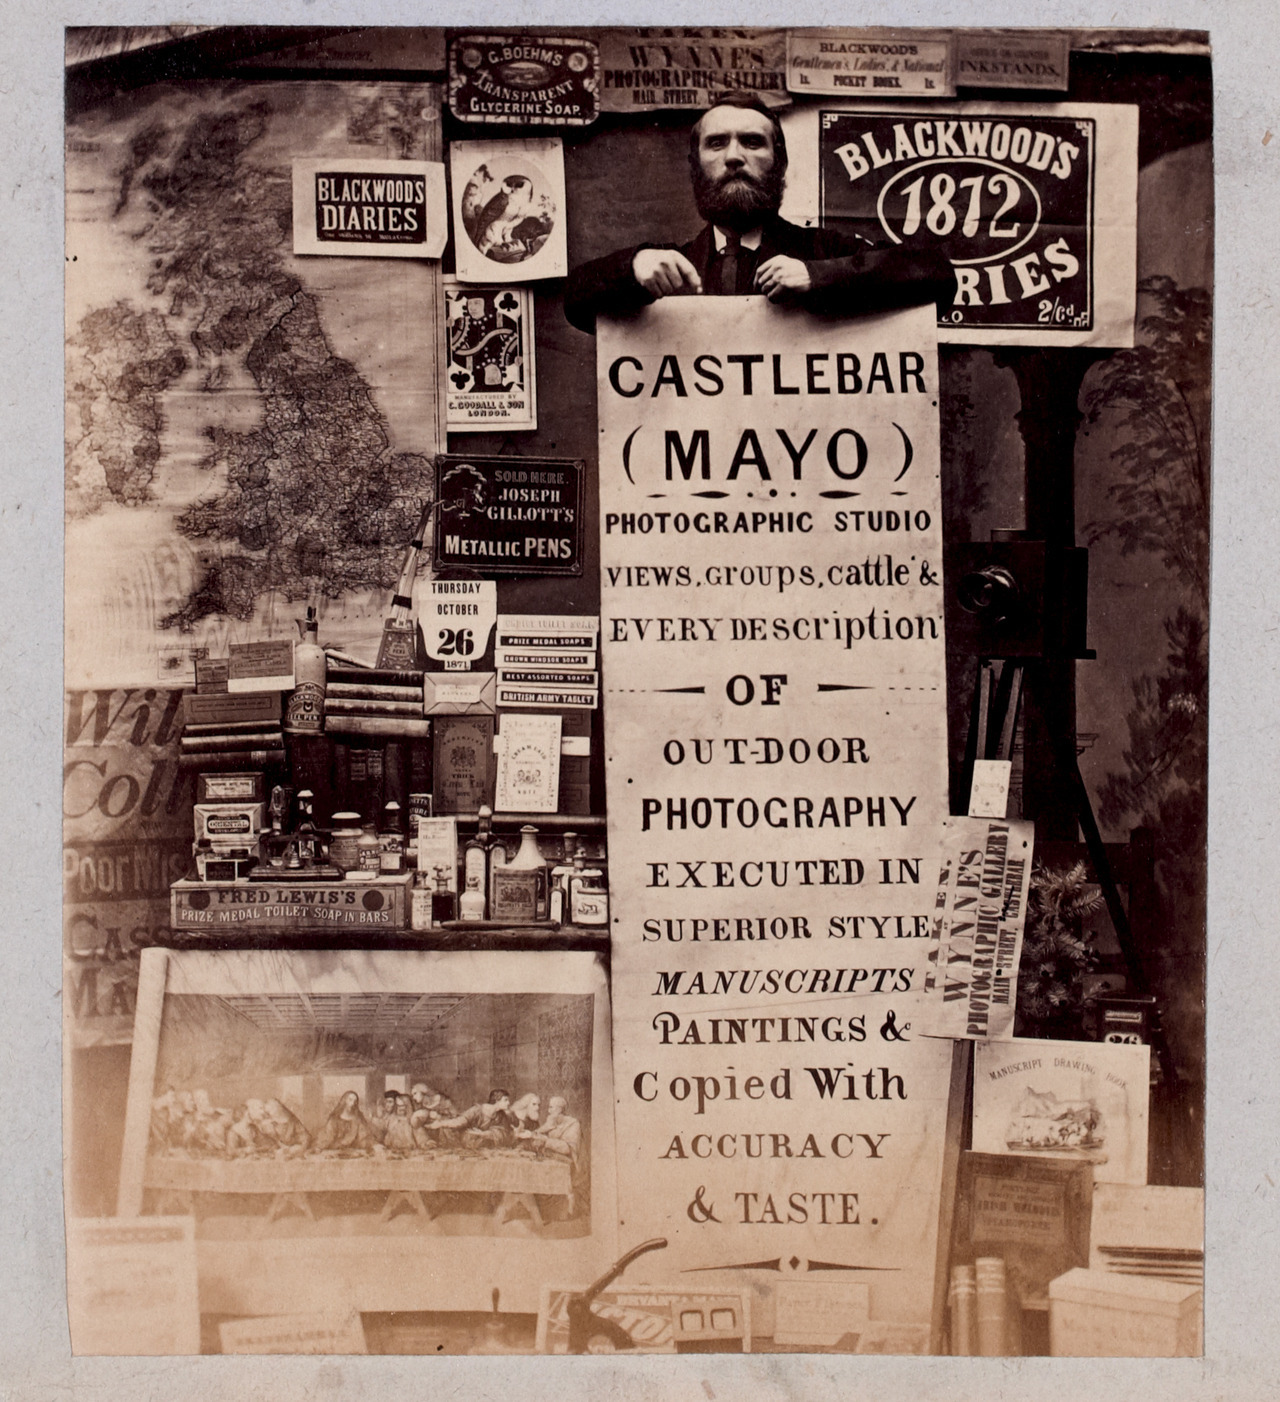 G. BOEHM'S
TRANSPARENT
GLYCERINE SOAP.
TAKEN.
WYNNE'S
PHOTOGRAPHIC GALLERY
MAIN STREET,
BLACKWOOD'S
Gentlemen's, Ladies', & National
1s. POCKET BOOKS. 1s.
INKSTANDS.
BLACKWOOD'S
DIARIES
BLACKWOOD'S
1872
RIES
2/6d.
MANUFACTURED BY
C. GOODALL & SON
LONDON.
SOLD HERE.
JOSEPH
GILLOTT'S
METALLIC PENS
THURSDAY
OCTOBER
26
1871
PRIZE MEDAL SOAPS
BROWN WINDSOR SOAPS
BEST ASSORTED SOAPS
BRITISH ARMY TABLET
CASTLEBAR
(MAYO)
PHOTOGRAPHIC STUDIO
VIEWS, Groups, cattle &
EVERY DEscription
OF
OUT-DOOR
PHOTOGRAPHY
EXECUTED IN
SUPERIOR STYLE
MANUSCRIPTS
PAINTINGS &
Copied With
ACCURACY
& TASTE.
Wil
Coll
Poor Mis
CASS
MA
FRED LEWIS'S
PRIZE MEDAL TOILET SOAP IN BARS
TAKEN.
WYNNE'S
PHOTOGRAPHIC GALLERY
MAIN STREET, CASTLEBAR
26
MANUSCRIPT DRAWING BOOK